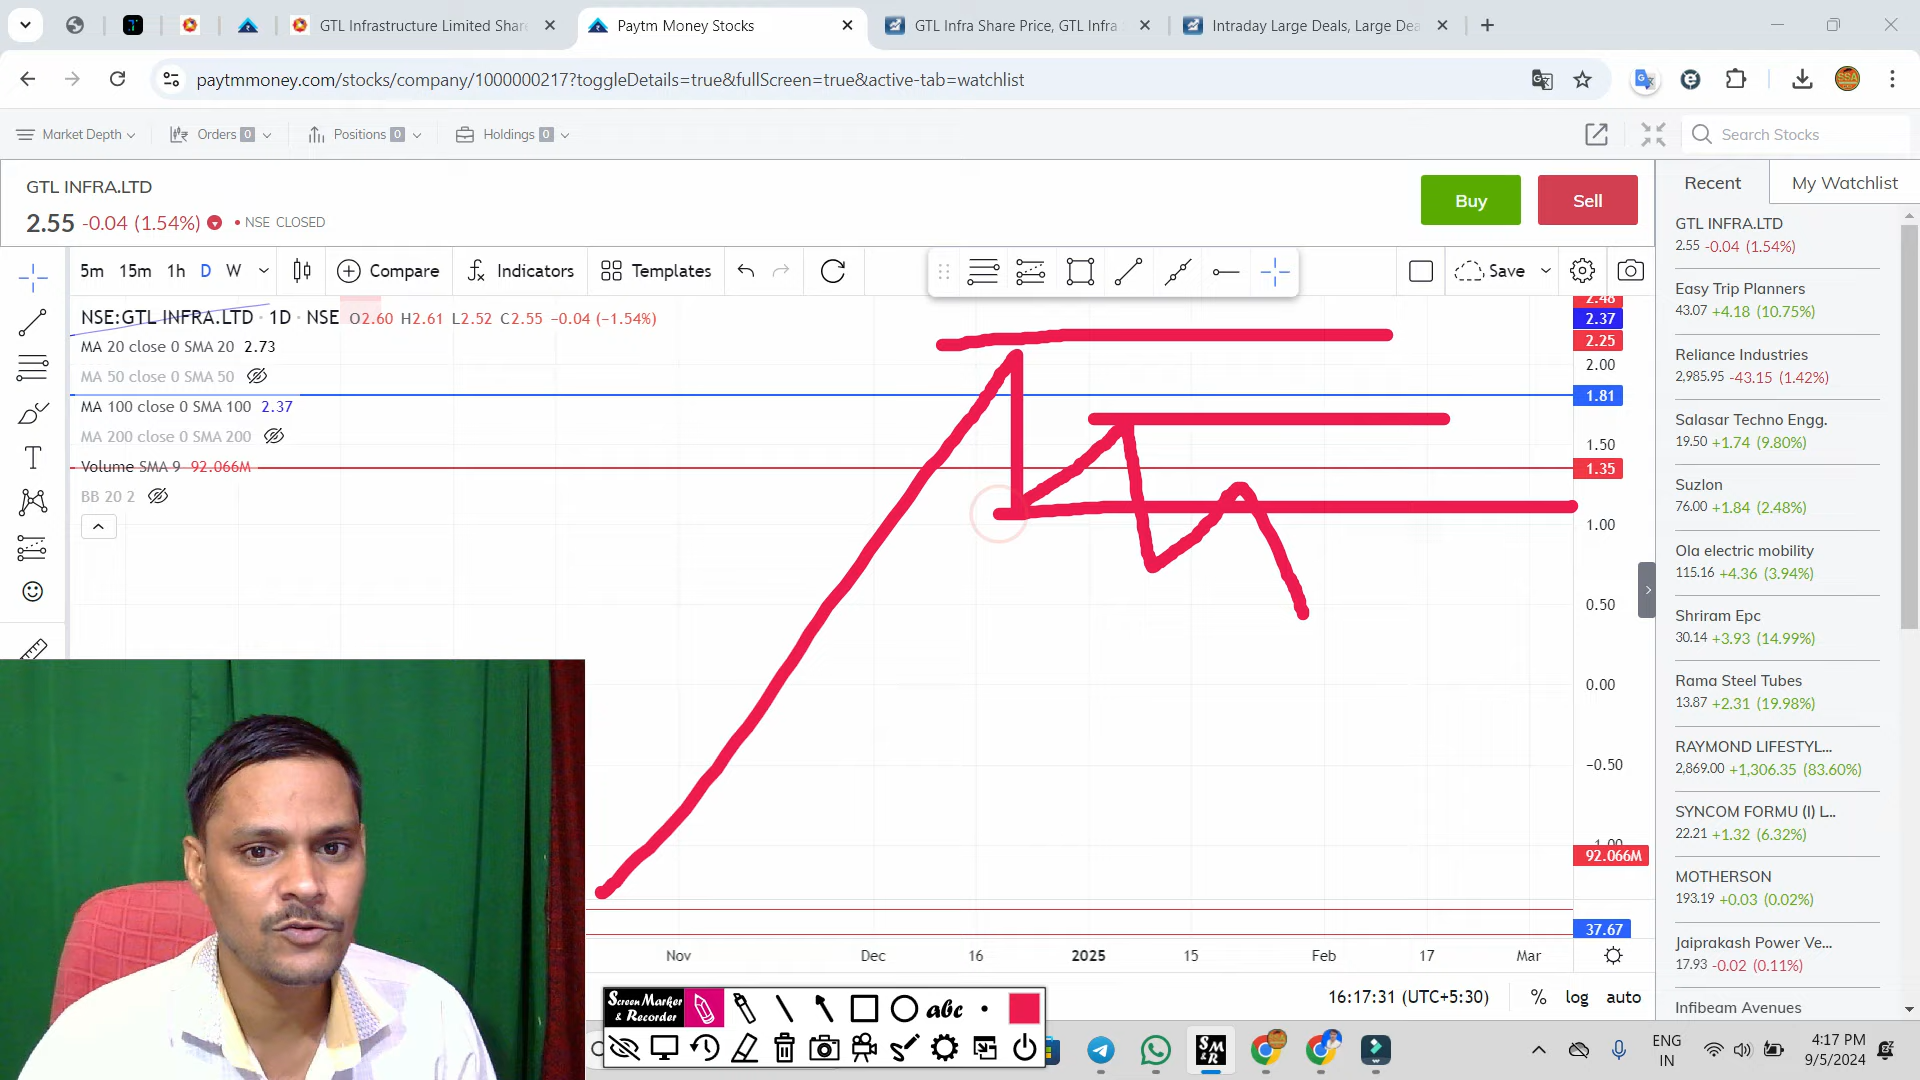 GTL Infrastructure Limited Share
Paytm Money Stocks
GTL Infra Share Price, GTL Infra
Intraday Large Deals, Large Dea
paytmmoney.com/stocks/company/1000000217?toggleDetails=true&fullScreen=true&active-tab=watchlist
Market Depth
Orders 0
Positions 0
Holdings 0
Search Stocks
GTL INFRA.LTD
2.55 -0.04 (1.54%) • NSE CLOSED
Buy
Sell
Recent
My Watchlist
5m 15m 1h D W
Compare
Indicators
Templates
Save
NSE:GTL INFRA.LTD · 1D · NSE O2.60 H2.61 L2.52 C2.55 −0.04 (−1.54%)
MA 20 close 0 SMA 20 2.73
MA 50 close 0 SMA 50
MA 100 close 0 SMA 100 2.37
MA 200 close 0 SMA 200
Volume SMA 9 92.066M
BB 20 2
2.48
2.37
2.25
2.00
1.81
1.50
1.35
1.00
0.50
0.00
−0.50
−1.00
92.066M
37.67
Nov Dec 16 2025 15 Feb 17 Mar
16:17:31 (UTC+5:30) % log auto
GTL INFRA.LTD
2.55 -0.04 (1.54%)
Easy Trip Planners
43.07 +4.18 (10.75%)
Reliance Industries
2,985.95 -43.15 (1.42%)
Salasar Techno Engg.
19.50 +1.74 (9.80%)
Suzlon
76.00 +1.84 (2.48%)
Ola electric mobility
115.16 +4.36 (3.94%)
Shriram Epc
30.14 +3.93 (14.99%)
Rama Steel Tubes
13.87 +2.31 (19.98%)
RAYMOND LIFESTYL...
2,869.00 +1,306.35 (83.60%)
SYNCOM FORMU (I) L...
22.21 +1.32 (6.32%)
MOTHERSON
193.19 +0.03 (0.02%)
Jaiprakash Power Ve...
17.93 -0.02 (0.11%)
Infibeam Avenues
Screen Marker
& Recorder
abc
SM
&R
ENG
IN
4:17 PM
9/5/2024